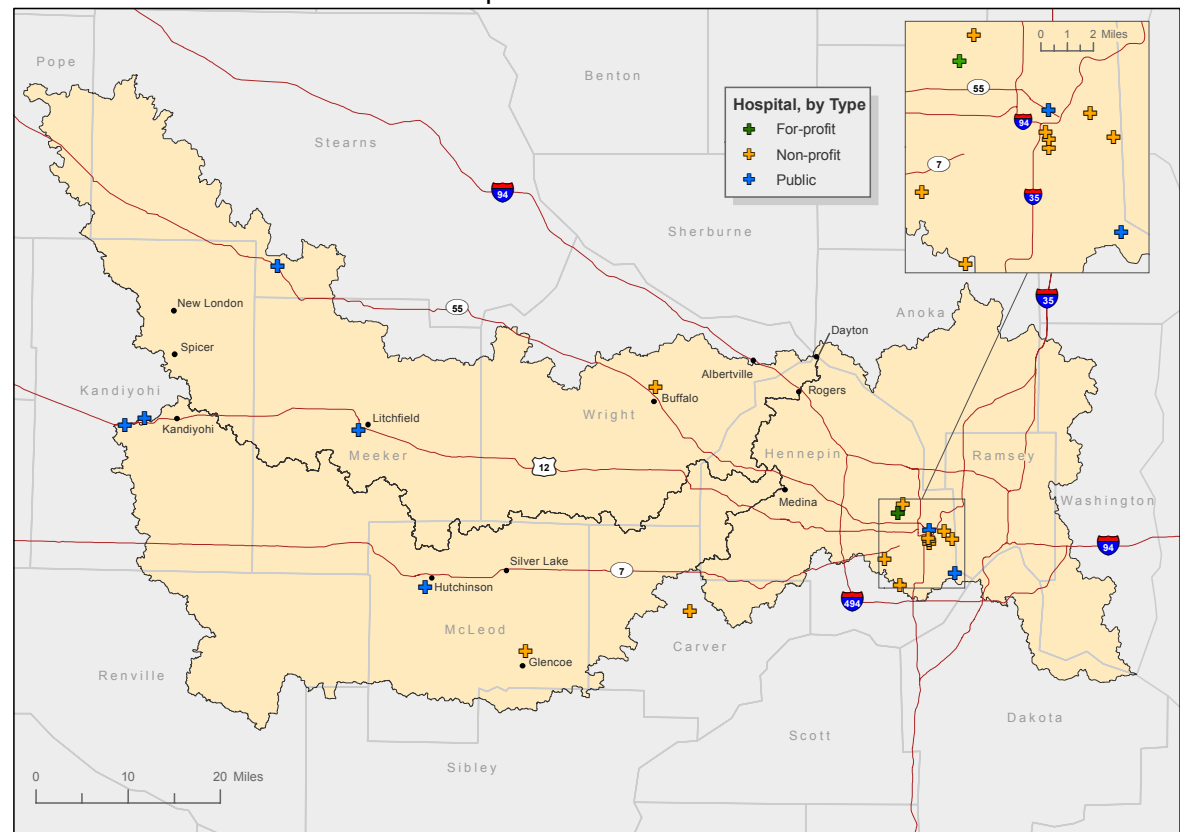 Pope
Benton
Stearns
Sherburne
Hospital, by Type
For-profit
Non-profit
Public
0 1 2 Miles
55
94
7
35
94
New London
Spicer
55
35
Anoka
Dayton
Albertville
Rogers
Kandiyohi
Buffalo
Wright
Kandiyohi
Litchfield
Meeker
12
Hennepin
Ramsey
Medina
Washington
94
Silver Lake
7
Hutchinson
494
McLeod
Carver
Glencoe
Renville
Dakota
Scott
Sibley
0 10 20 Miles